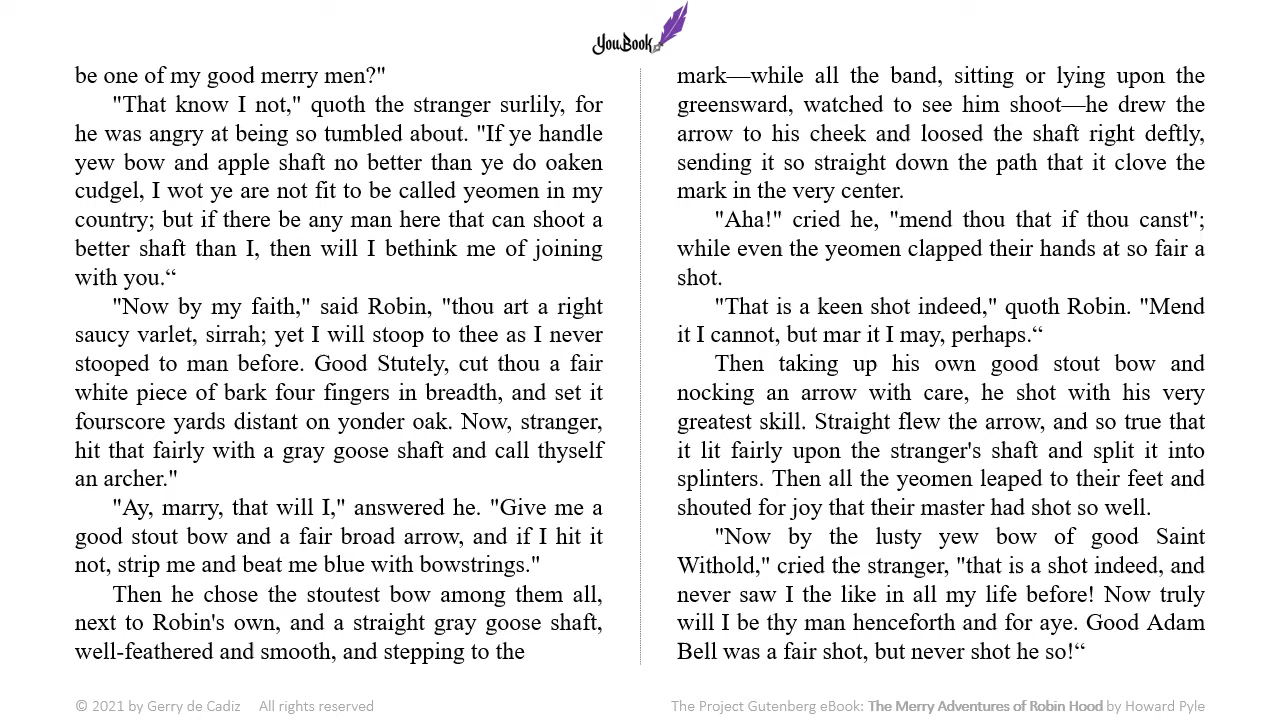 YouBook
be one of my good merry men?"
"That know I not," quoth the stranger surlily, for
he was angry at being so tumbled about. "If ye handle
yew bow and apple shaft no better than ye do oaken
cudgel, I wot ye are not fit to be called yeomen in my
country; but if there be any man here that can shoot a
better shaft than I, then will I bethink me of joining
with you.“
"Now by my faith," said Robin, "thou art a right
saucy varlet, sirrah; yet I will stoop to thee as I never
stooped to man before. Good Stutely, cut thou a fair
white piece of bark four fingers in breadth, and set it
fourscore yards distant on yonder oak. Now, stranger,
hit that fairly with a gray goose shaft and call thyself
an archer."
"Ay, marry, that will I," answered he. "Give me a
good stout bow and a fair broad arrow, and if I hit it
not, strip me and beat me blue with bowstrings."
Then he chose the stoutest bow among them all,
next to Robin's own, and a straight gray goose shaft,
well-feathered and smooth, and stepping to the
mark—while all the band, sitting or lying upon the
greensward, watched to see him shoot—he drew the
arrow to his cheek and loosed the shaft right deftly,
sending it so straight down the path that it clove the
mark in the very center.
"Aha!" cried he, "mend thou that if thou canst";
while even the yeomen clapped their hands at so fair a
shot.
"That is a keen shot indeed," quoth Robin. "Mend
it I cannot, but mar it I may, perhaps.“
Then taking up his own good stout bow and
nocking an arrow with care, he shot with his very
greatest skill. Straight flew the arrow, and so true that
it lit fairly upon the stranger's shaft and split it into
splinters. Then all the yeomen leaped to their feet and
shouted for joy that their master had shot so well.
"Now by the lusty yew bow of good Saint
Withold," cried the stranger, "that is a shot indeed, and
never saw I the like in all my life before! Now truly
will I be thy man henceforth and for aye. Good Adam
Bell was a fair shot, but never shot he so!“
© 2021 by Gerry de Cadiz All rights reserved
The Project Gutenberg eBook: The Merry Adventures of Robin Hood by Howard Pyle